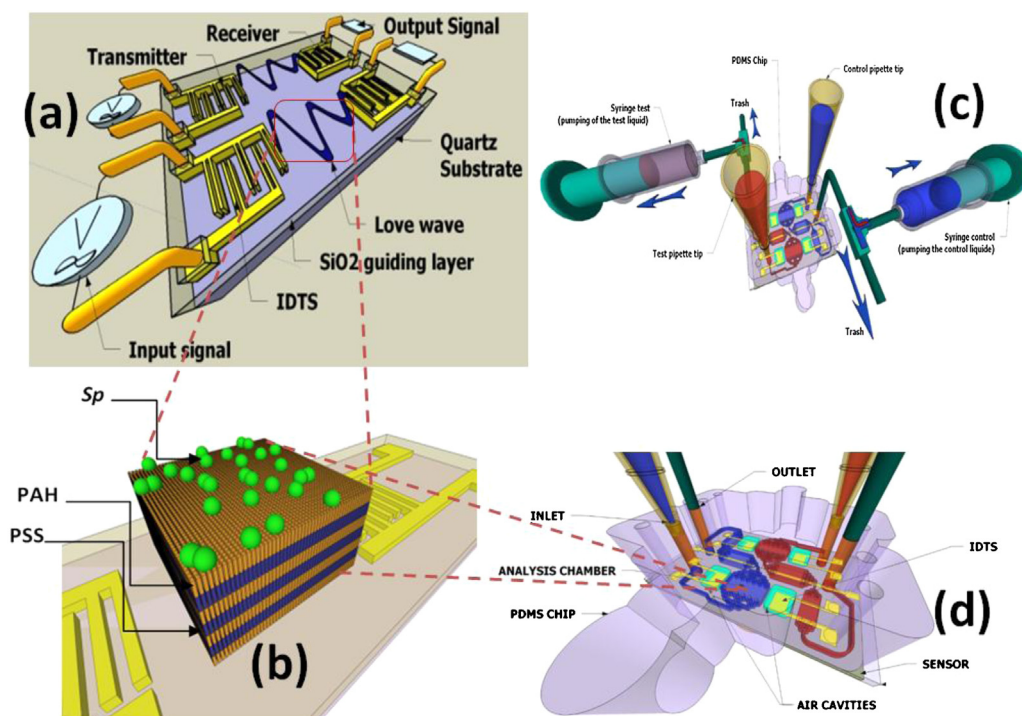 (a)
Receiver
Output Signal
Transmitter
Quartz
Substrate
Love wave
SiO2 guiding layer
IDTS
Input signal
(c)
PDMS Chip
Control pipette tip
Syringe test
(pumping of the test liquid)
Trash
Test pipette tip
Syringe control
(pumping the control liquide)
Trash
Sp
PAH
PSS
(b)
OUTLET
INLET
IDTS
ANALYSIS CHAMBER
PDMS CHIP
(d)
SENSOR
AIR CAVITIES